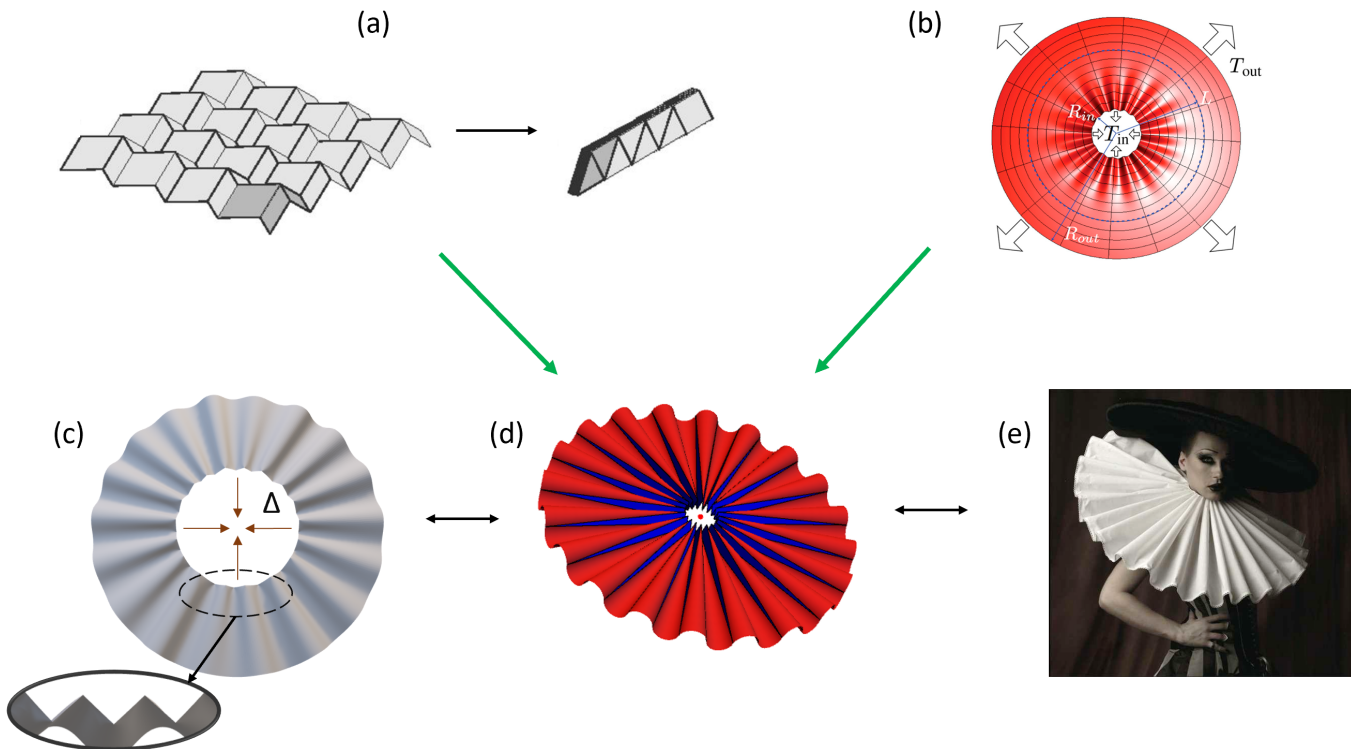 (a)
(b)
T_out
R_in
L
T_in
R_out
(c)
Δ
(d)
(e)